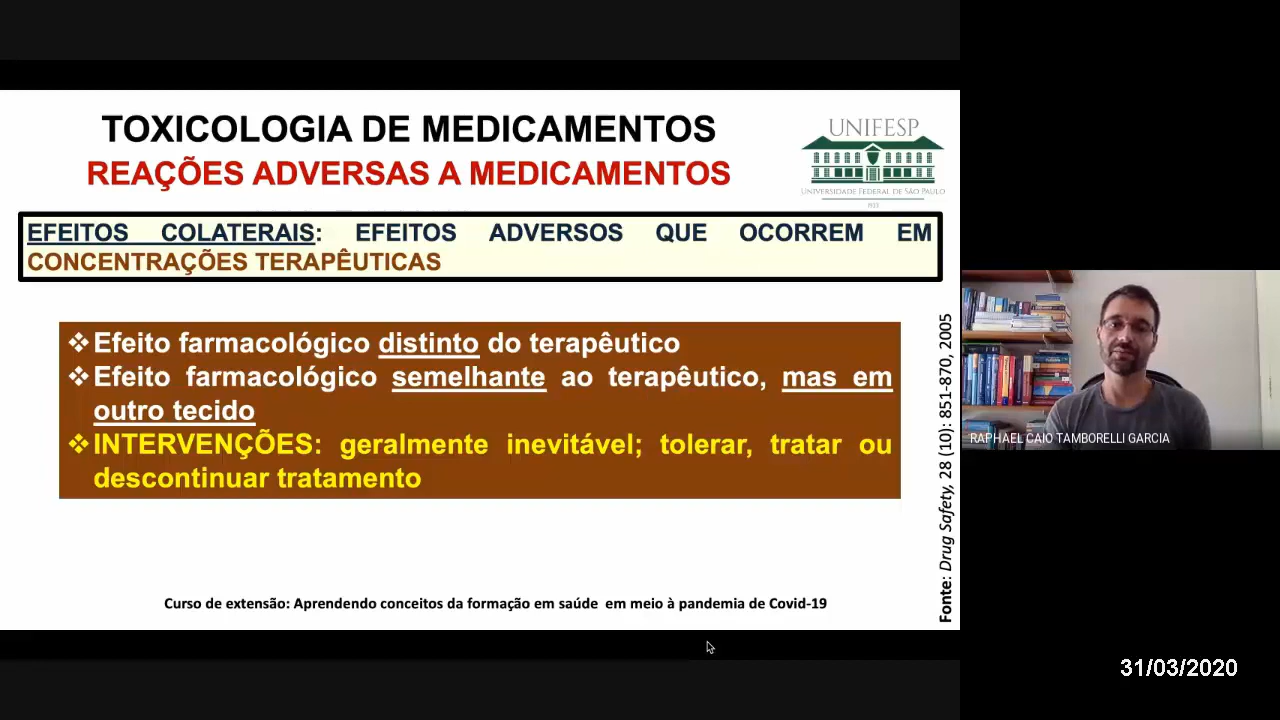 TOXICOLOGIA DE MEDICAMENTOS
REAÇÕES ADVERSAS A MEDICAMENTOS
UNIFESP
UNIVERSIDADE FEDERAL DE SÃO PAULO
1933
EFEITOS COLATERAIS: EFEITOS ADVERSOS QUE OCORREM EM
CONCENTRAÇÕES TERAPÊUTICAS
❖Efeito farmacológico distinto do terapêutico
❖Efeito farmacológico semelhante ao terapêutico, mas em
outro tecido
❖INTERVENÇÕES: geralmente inevitável; tolerar, tratar ou
descontinuar tratamento
Fonte: Drug Safety, 28 (10): 851-870, 2005
Curso de extensão: Aprendendo conceitos da formação em saúde em meio à pandemia de Covid-19
RAPHAEL CAIO TAMBORELLI GARCIA
31/03/2020